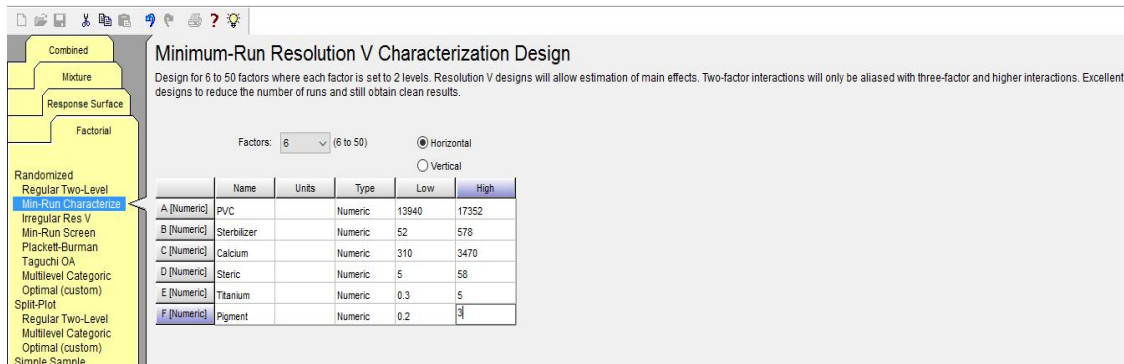 Combined
Mixture
Response Surface
Factorial
Randomized
Regular Two-Level
Min-Run Characterize
Irregular Res V
Min-Run Screen
Plackett-Burman
Taguchi OA
Multilevel Categoric
Optimal (custom)
Split-Plot
Regular Two-Level
Multilevel Categoric
Optimal (custom)
Simple Sample
Minimum-Run Resolution V Characterization Design
Design for 6 to 50 factors where each factor is set to 2 levels. Resolution V designs will allow estimation of main effects. Two-factor interactions will only be aliased with three-factor and higher interactions. Excellent
designs to reduce the number of runs and still obtain clean results.
Factors: 6 (6 to 50) Horizontal
Vertical
Name Units Type Low High
A [Numeric] PVC Numeric 13940 17352
B [Numeric] Sterbilizer Numeric 52 578
C [Numeric] Calcium Numeric 310 3470
D [Numeric] Steric Numeric 5 58
E [Numeric] Titanium Numeric 0.3 5
F [Numeric] Pigment Numeric 0.2 3